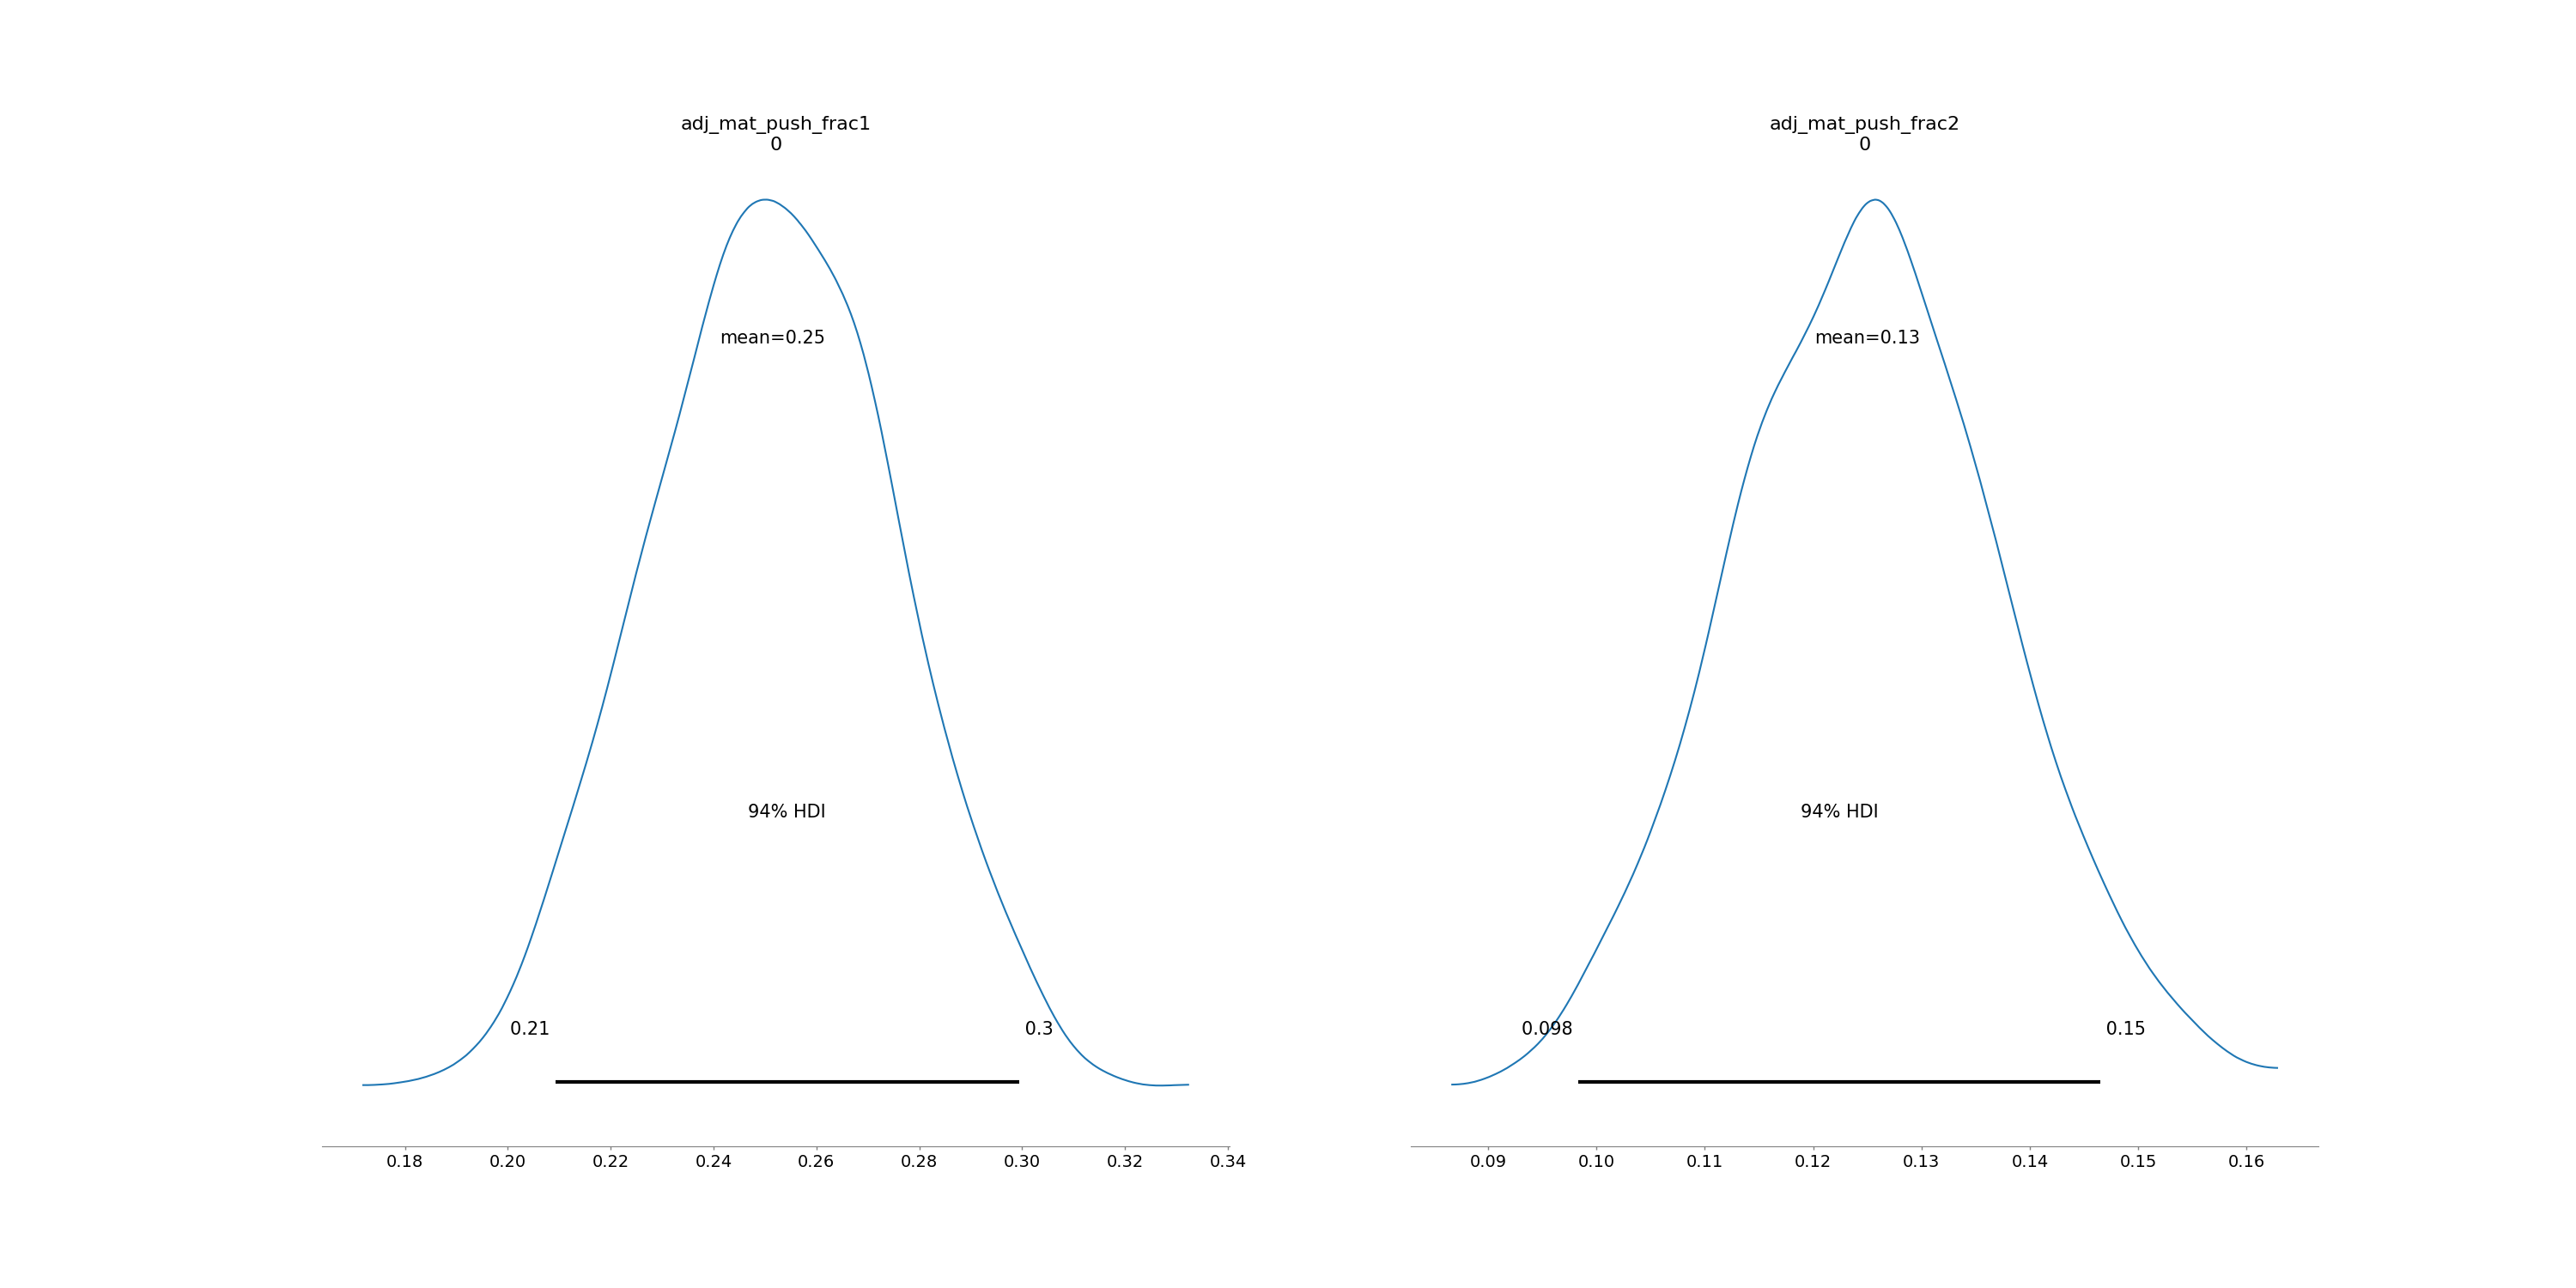 adj_mat_push_frac1
0
mean=0.25
94% HDI
0.21
0.3
0.18 0.20 0.22 0.24 0.26 0.28 0.30 0.32 0.34
adj_mat_push_frac2
0
mean=0.13
94% HDI
0.098
0.15
0.09 0.10 0.11 0.12 0.13 0.14 0.15 0.16